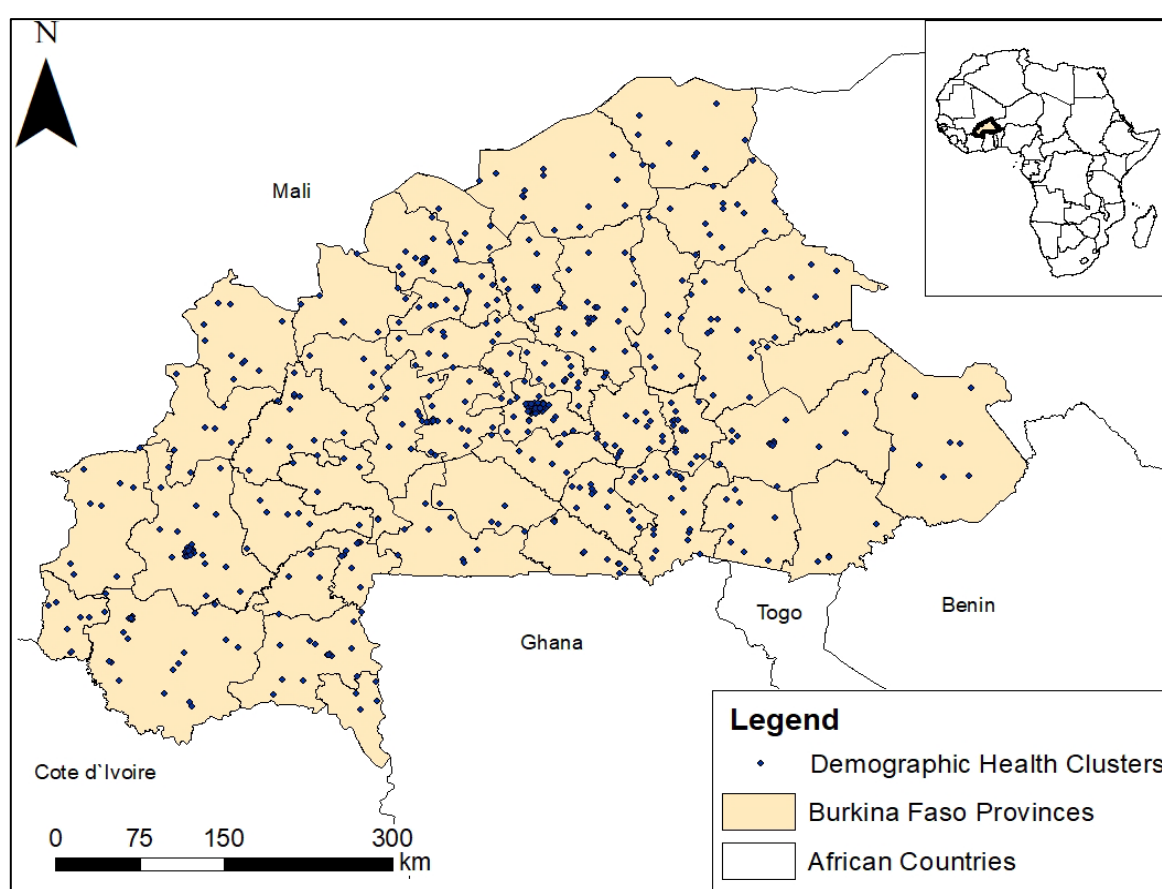 N
Mali
Ghana
Togo
Benin
Cote d`Ivoire
0 75 150 300
km
Legend
Demographic Health Clusters
Burkina Faso Provinces
African Countries